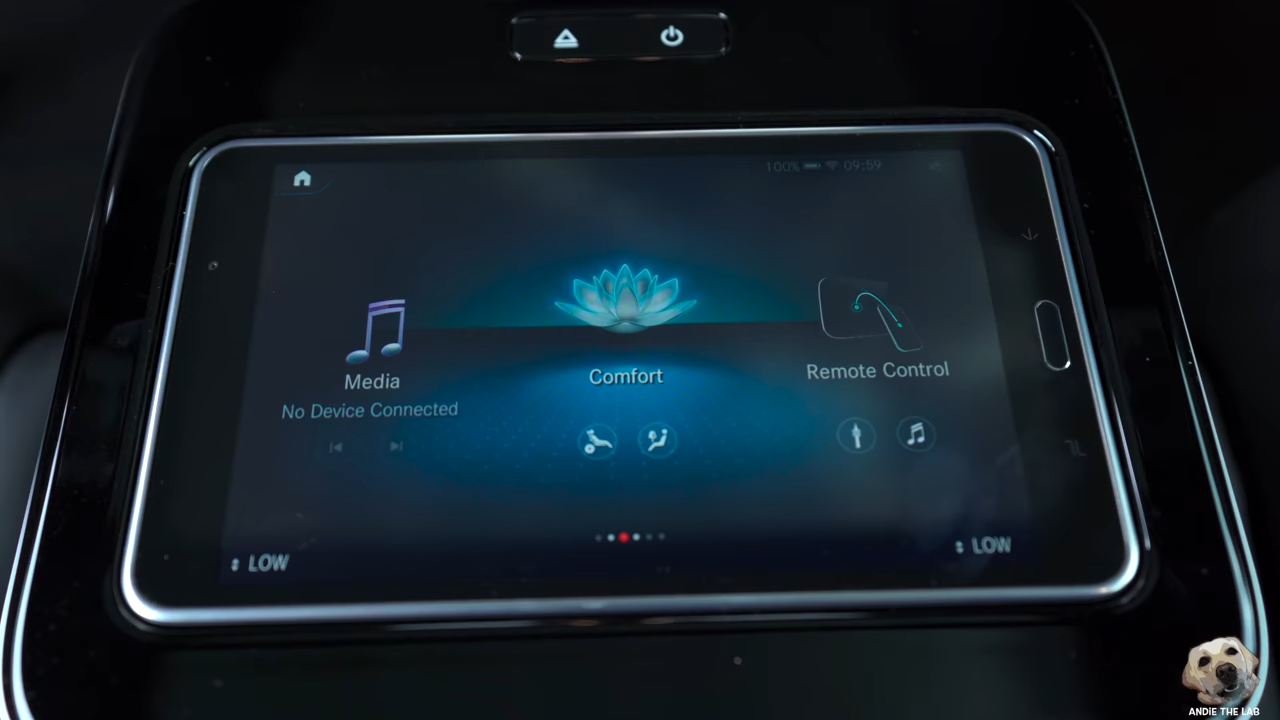 100% 09:59
Media
Comfort
Remote Control
No Device Connected
LOW
LOW
ANDIE THE LAB